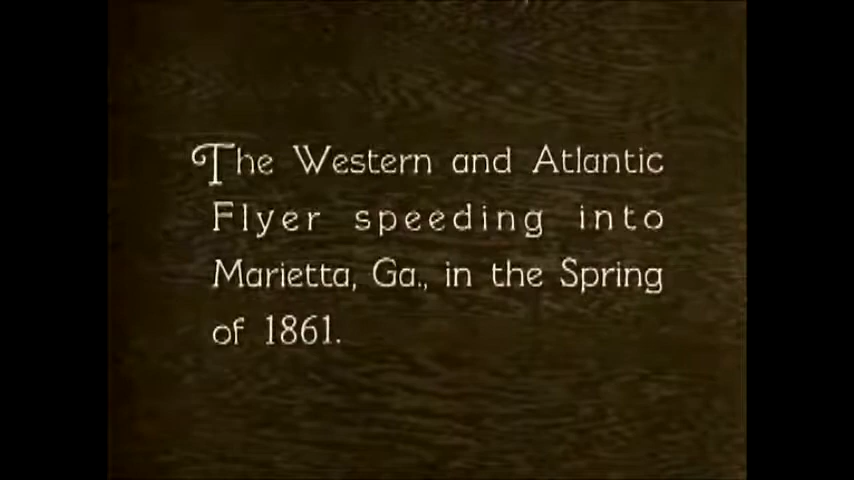 The Western and Atlantic
Flyer speeding into
Marietta, Ga., in the Spring
of 1861.